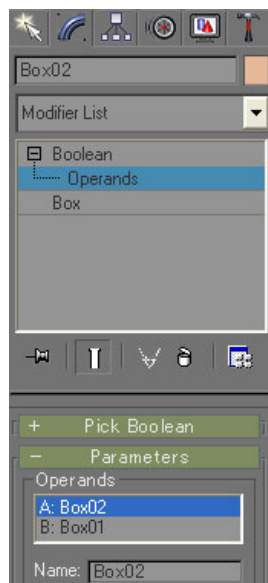 Box02
Modifier List
Boolean
Operands
Box
+ Pick Boolean
- Parameters
Operands
A: Box02
B: Box01
Name: Box02